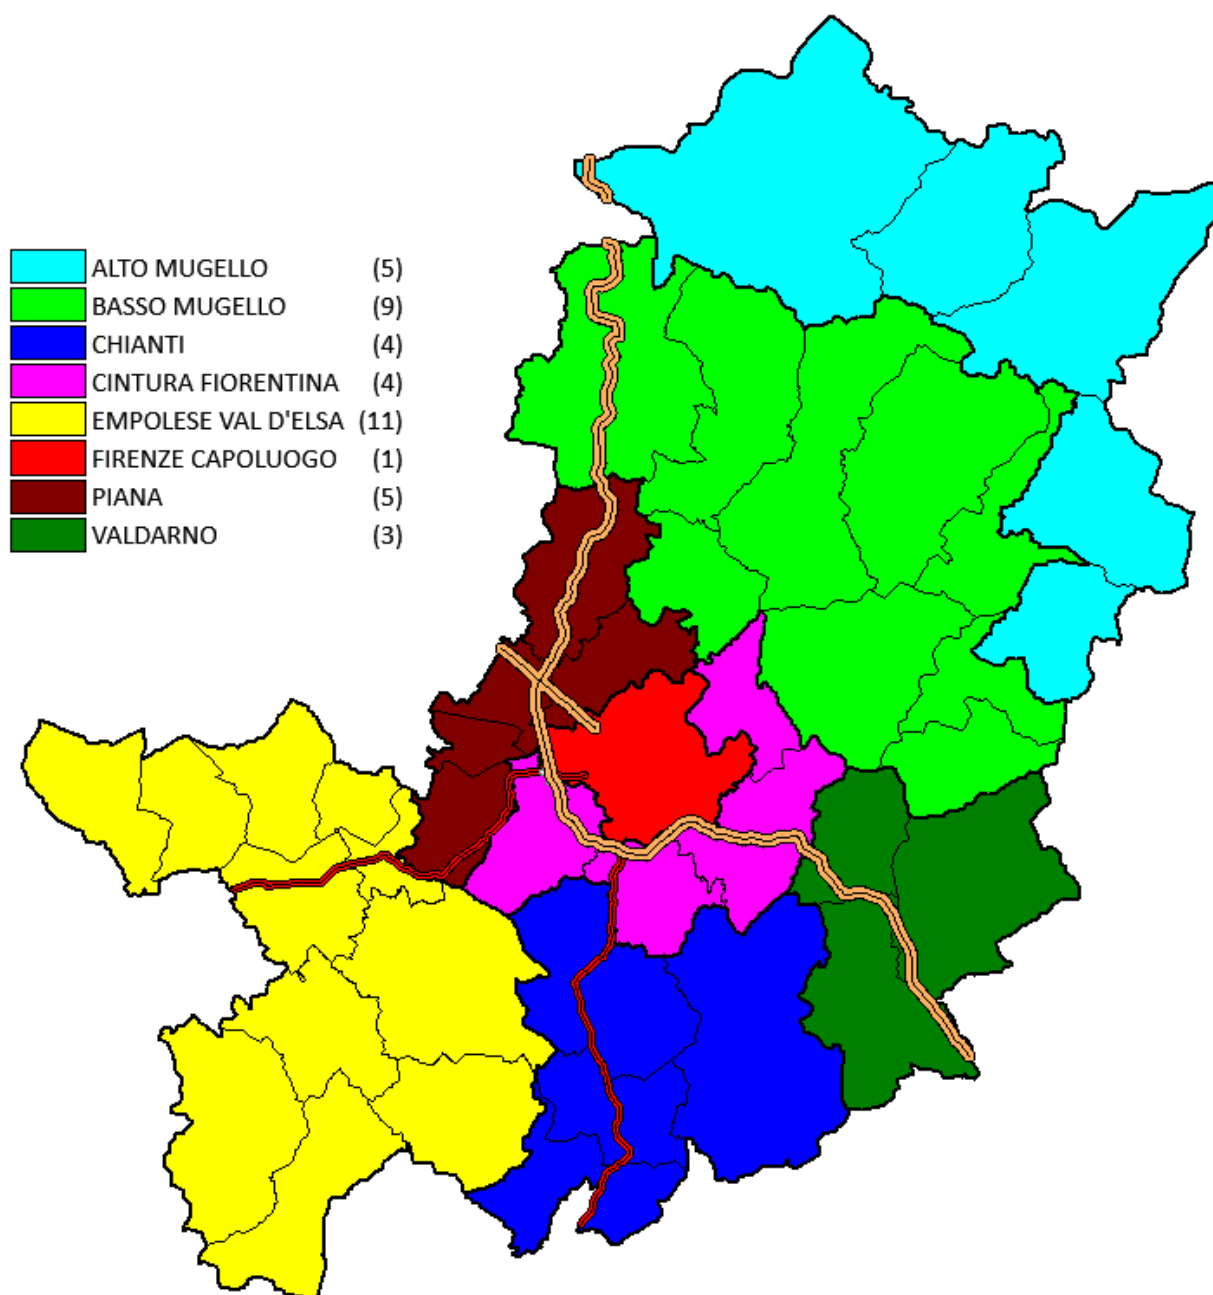 ALTO MUGELLO (5)
BASSO MUGELLO (9)
CHIANTI (4)
CINTURA FIORENTINA (4)
EMPOLESE VAL D'ELSA (11)
FIRENZE CAPOLUOGO (1)
PIANA (5)
VALDARNO (3)